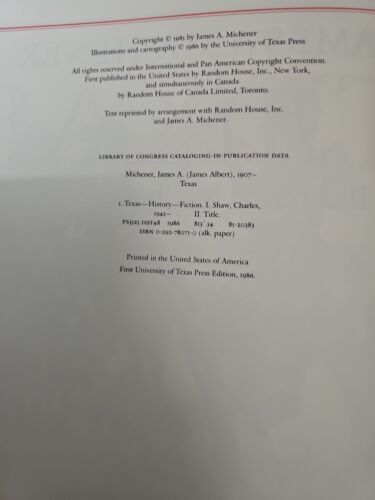 Copyright © 1985 by James A. Michener
Illustrations and cartography © 1986 by the University of Texas Press
All rights reserved under International and Pan American Copyright Convention.
First published in the United States by Random House, Inc., New York,
and simultaneously in Canada
by Random House of Canada Limited, Toronto.
Text reprinted by arrangement with Random House, Inc.
and James A. Michener.
LIBRARY OF CONGRESS CATALOGING-IN-PUBLICATION DATA
Michener, James A. (James Albert), 1907–
Texas
1. Texas—History—Fiction. I. Shaw, Charles,
1941– . II. Title.
PS3525.I19T48 1986 813'.54 85-20383
ISBN 0-292-78071-0 (alk. paper)
Printed in the United States of America
First University of Texas Press Edition, 1986.